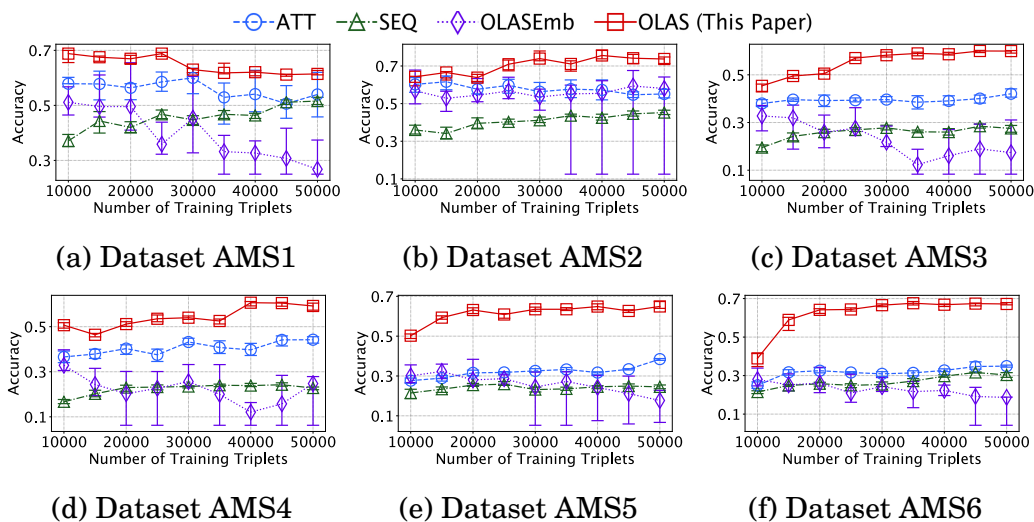 ATT SEQ OLASEmb OLAS (This Paper)
0.7
0.5
0.3
Accuracy
10000 20000 30000 40000 50000
Number of Training Triplets
(a) Dataset AMS1
0.7
0.5
0.3
0.1
Accuracy
10000 20000 30000 40000 50000
Number of Training Triplets
(b) Dataset AMS2
0.5
0.3
0.1
Accuracy
10000 20000 30000 40000 50000
Number of Training Triplets
(c) Dataset AMS3
0.5
0.3
0.1
Accuracy
10000 20000 30000 40000 50000
Number of Training Triplets
(d) Dataset AMS4
0.7
0.5
0.3
0.1
Accuracy
10000 20000 30000 40000 50000
Number of Training Triplets
(e) Dataset AMS5
0.7
0.5
0.3
0.1
Accuracy
10000 20000 30000 40000 50000
Number of Training Triplets
(f) Dataset AMS6